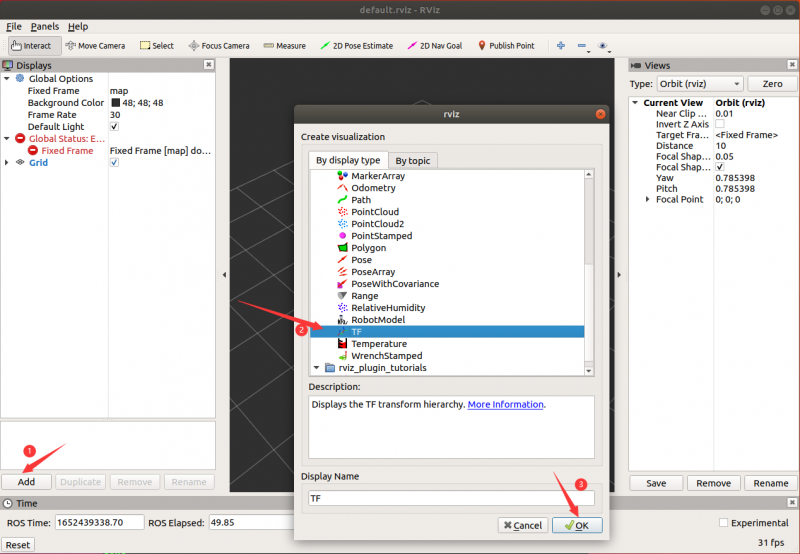 default.rviz - RViz
File Panels Help
Interact Move Camera Select Focus Camera Measure 2D Pose Estimate 2D Nav Goal Publish Point
Displays
Global Options
Fixed Frame map
Background Color 48; 48; 48
Frame Rate 30
Default Light
Global Status: E...
Fixed Frame Fixed Frame [map] do...
Grid
1
Add Duplicate Remove Rename
rviz
Create visualization
By display type By topic
MarkerArray
Odometry
Path
PointCloud
PointCloud2
PointStamped
Polygon
Pose
PoseArray
PoseWithCovariance
Range
RelativeHumidity
RobotModel
2
TF
Temperature
WrenchStamped
rviz_plugin_tutorials
Description:
Displays the TF transform hierarchy. More Information.
Display Name
TF
3
Cancel OK
Views
Type: Orbit (rviz) Zero
Current View Orbit (rviz)
Near Clip ... 0.01
Invert Z Axis
Target Fra... <Fixed Frame>
Distance 10
Focal Shap... 0.05
Focal Shap...
Yaw 0.785398
Pitch 0.785398
Focal Point 0; 0; 0
Save Remove Rename
Time
ROS Time: 1652439338.70 ROS Elapsed: 49.85
Experimental
Reset
31 fps